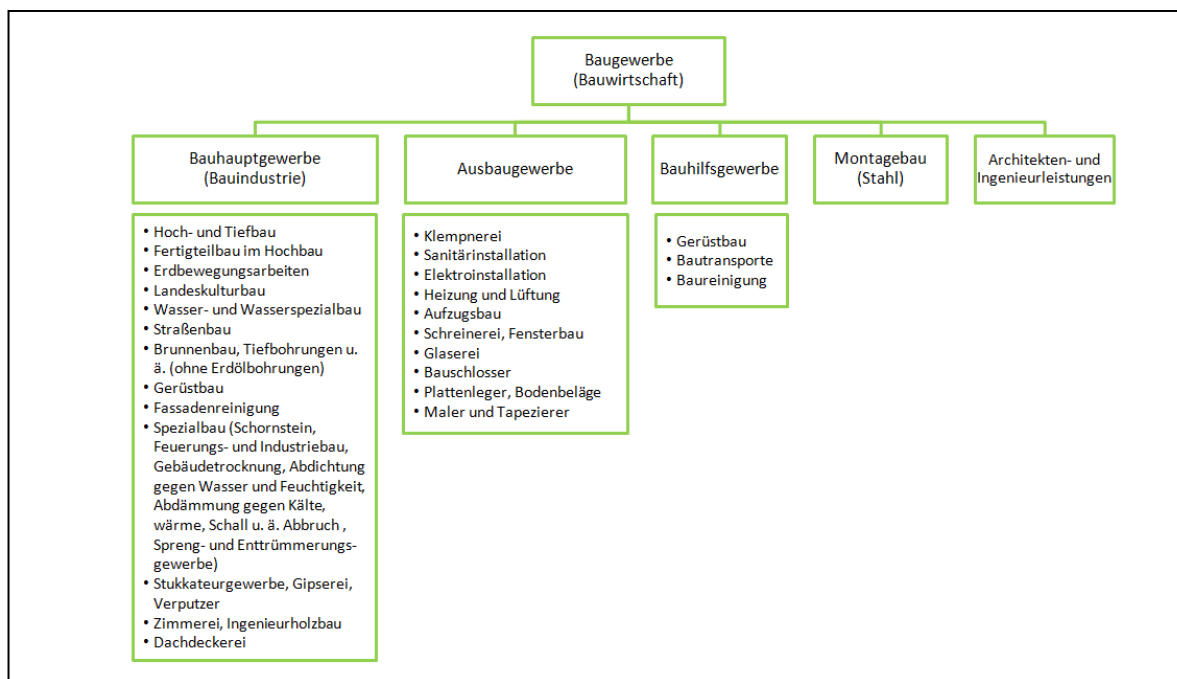 Baugewerbe
(Bauwirtschaft)
Bauhauptgewerbe
(Bauindustrie)
Ausbaugewerbe
Bauhilfsgewerbe
Montagebau
(Stahl)
Architekten- und
Ingenieurleistungen
• Hoch- und Tiefbau
• Fertigteilbau im Hochbau
• Erdbewegungsarbeiten
• Landeskulturbau
• Wasser- und Wasserspezialbau
• Straßenbau
• Brunnenbau, Tiefbohrungen u.
ä. (ohne Erdölbohrungen)
• Gerüstbau
• Fassadenreinigung
• Spezialbau (Schornstein,
Feuerungs- und Industriebau,
Gebäudetrocknung, Abdichtung
gegen Wasser und Feuchtigkeit,
Abdämmung gegen Kälte,
wärme, Schall u. ä. Abbruch ,
Spreng- und Enttrümmerungs-
gewerbe)
• Stukkateurgewerbe, Gipserei,
Verputzer
• Zimmerei, Ingenieurholzbau
• Dachdeckerei
• Klempnerei
• Sanitärinstallation
• Elektroinstallation
• Heizung und Lüftung
• Aufzugsbau
• Schreinerei, Fensterbau
• Glaserei
• Bauschlosser
• Plattenleger, Bodenbeläge
• Maler und Tapezierer
• Gerüstbau
• Bautransporte
• Baureinigung